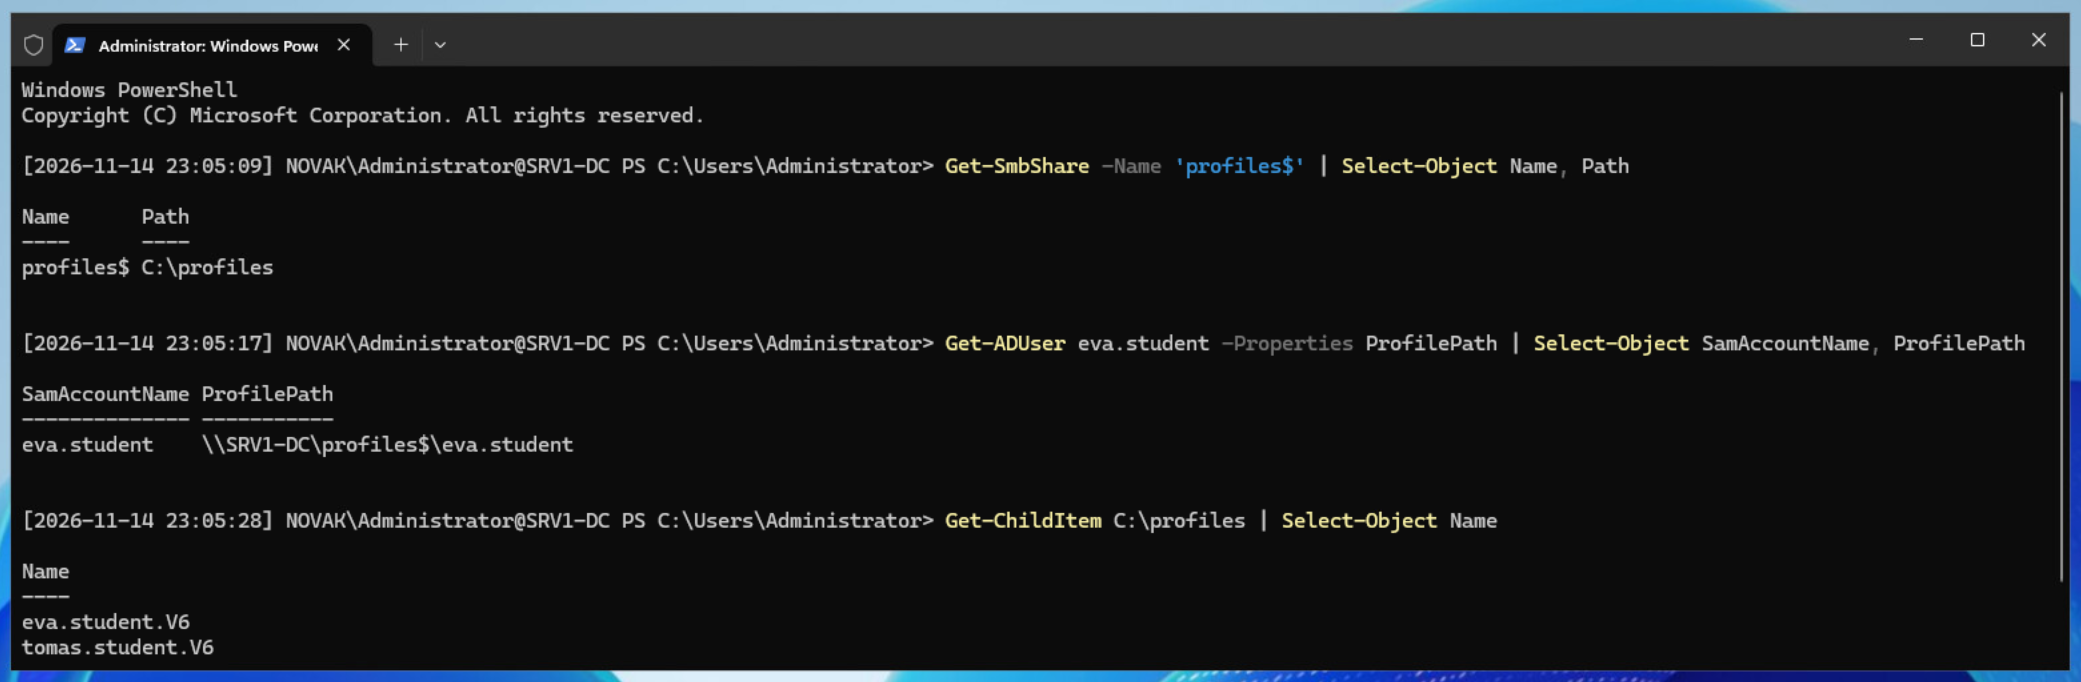 Administrator: Windows Powe
Windows PowerShell
Copyright (C) Microsoft Corporation. All rights reserved.
[2026-11-14 23:05:09] NOVAK\Administrator@SRV1-DC PS C:\Users\Administrator> Get-SmbShare -Name 'profiles$' | Select-Object Name, Path
Name      Path
----      ----
profiles$ C:\profiles
[2026-11-14 23:05:17] NOVAK\Administrator@SRV1-DC PS C:\Users\Administrator> Get-ADUser eva.student -Properties ProfilePath | Select-Object SamAccountName, ProfilePath
SamAccountName ProfilePath
-------------- -----------
eva.student    \\SRV1-DC\profiles$\eva.student
[2026-11-14 23:05:28] NOVAK\Administrator@SRV1-DC PS C:\Users\Administrator> Get-ChildItem C:\profiles | Select-Object Name
Name
----
eva.student.V6
tomas.student.V6